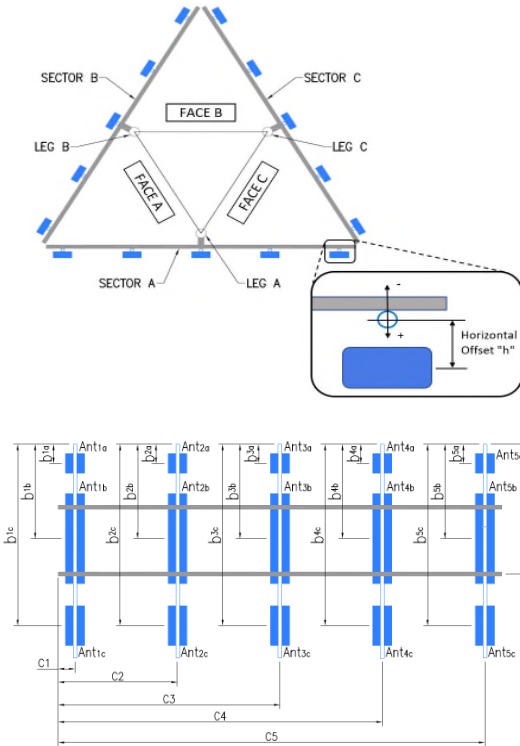 SECTOR B
SECTOR C
FACE B
LEG B
LEG C
FACE A
FACE C
SECTOR A
LEG A
-
+
Horizontal
Offset "h"
b1a
Ant1a
b2a
Ant2a
b3a
Ant3a
b4a
Ant4a
b5a
Ant5a
b1b
Ant1b
b2b
Ant2b
b3b
Ant3b
b4b
Ant4b
b5b
Ant5b
b1c
b2c
b3c
b4c
b5c
Ant1c
Ant2c
Ant3c
Ant4c
Ant5c
C1
C2
C3
C4
C5